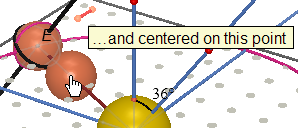 …and centered on this point
36°